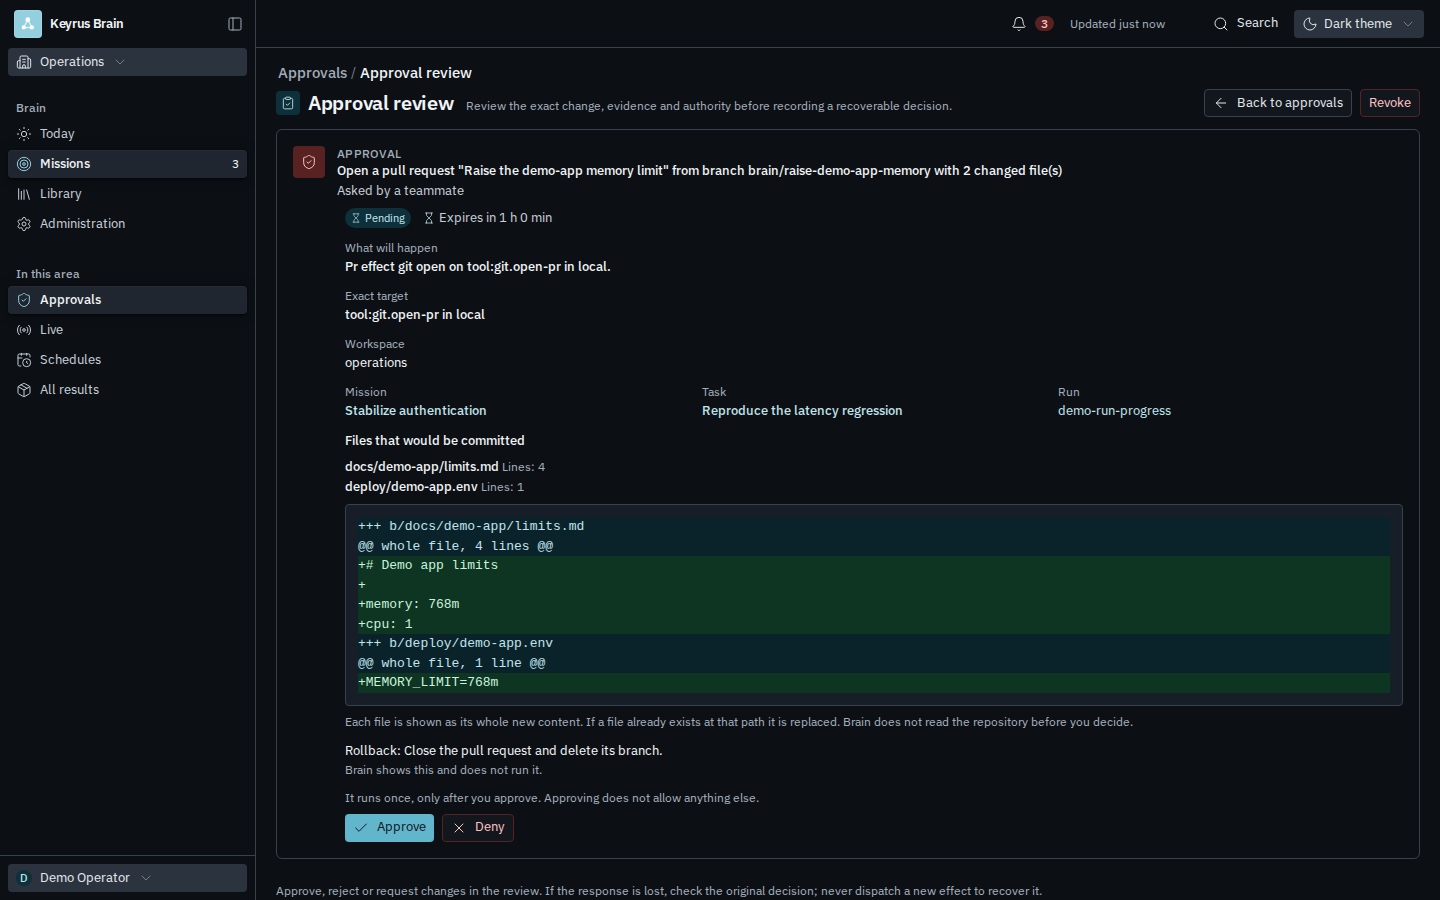 Keyrus Brain
3
Updated just now
Search
Dark theme
Operations
Brain
Today
Missions
3
Library
Administration
In this area
Approvals
Live
Schedules
All results
D
Demo Operator
Approvals / Approval review
Approval review
Review the exact change, evidence and authority before recording a recoverable decision.
Back to approvals
Revoke
APPROVAL
Open a pull request "Raise the demo-app memory limit" from branch brain/raise-demo-app-memory with 2 changed file(s)
Asked by a teammate
Pending
Expires in 1 h 0 min
What will happen
Pr effect git open on tool:git.open-pr in local.
Exact target
tool:git.open-pr in local
Workspace
operations
Mission
Stabilize authentication
Task
Reproduce the latency regression
Run
demo-run-progress
Files that would be committed
docs/demo-app/limits.md Lines: 4
deploy/demo-app.env Lines: 1
+++ b/docs/demo-app/limits.md
@@ whole file, 4 lines @@
+# Demo app limits
+
+memory: 768m
+cpu: 1
+++ b/deploy/demo-app.env
@@ whole file, 1 line @@
+MEMORY_LIMIT=768m
Each file is shown as its whole new content. If a file already exists at that path it is replaced. Brain does not read the repository before you decide.
Rollback: Close the pull request and delete its branch.
Brain shows this and does not run it.
It runs once, only after you approve. Approving does not allow anything else.
Approve
Deny
Approve, reject or request changes in the review. If the response is lost, check the original decision; never dispatch a new effect to recover it.